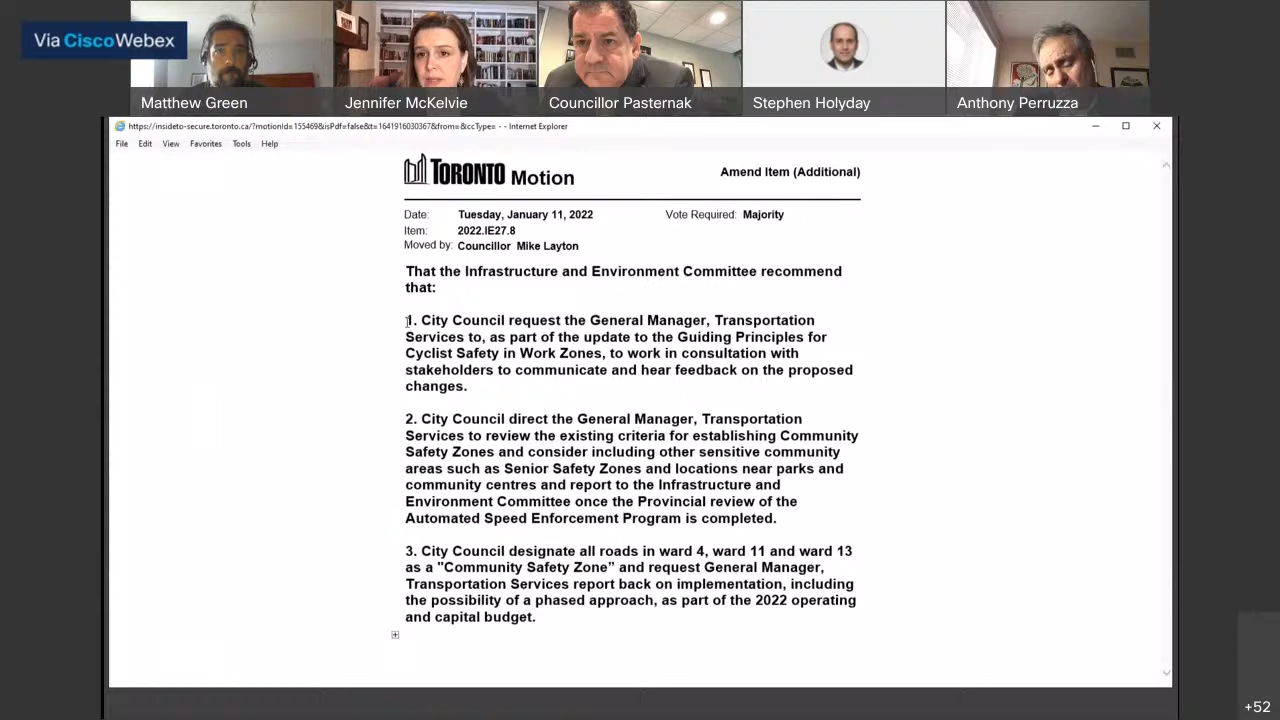 Via Cisco Webex
Matthew Green
Jennifer McKelvie
Councillor Pasternak
Stephen Holyday
Anthony Perruzza
https://insideto-secure.toronto.ca/?motionId=155469&isPdf=false&t=1641916030367&from=&ccType= - - Internet Explorer
File Edit View Favorites Tools Help
TORONTO Motion
Amend Item (Additional)
Date: Tuesday, January 11, 2022 Vote Required: Majority
Item: 2022.IE27.8
Moved by: Councillor Mike Layton
That the Infrastructure and Environment Committee recommend
that:
1. City Council request the General Manager, Transportation
Services to, as part of the update to the Guiding Principles for
Cyclist Safety in Work Zones, to work in consultation with
stakeholders to communicate and hear feedback on the proposed
changes.
2. City Council direct the General Manager, Transportation
Services to review the existing criteria for establishing Community
Safety Zones and consider including other sensitive community
areas such as Senior Safety Zones and locations near parks and
community centres and report to the Infrastructure and
Environment Committee once the Provincial review of the
Automated Speed Enforcement Program is completed.
3. City Council designate all roads in ward 4, ward 11 and ward 13
as a "Community Safety Zone” and request General Manager,
Transportation Services report back on implementation, including
the possibility of a phased approach, as part of the 2022 operating
and capital budget.
+52